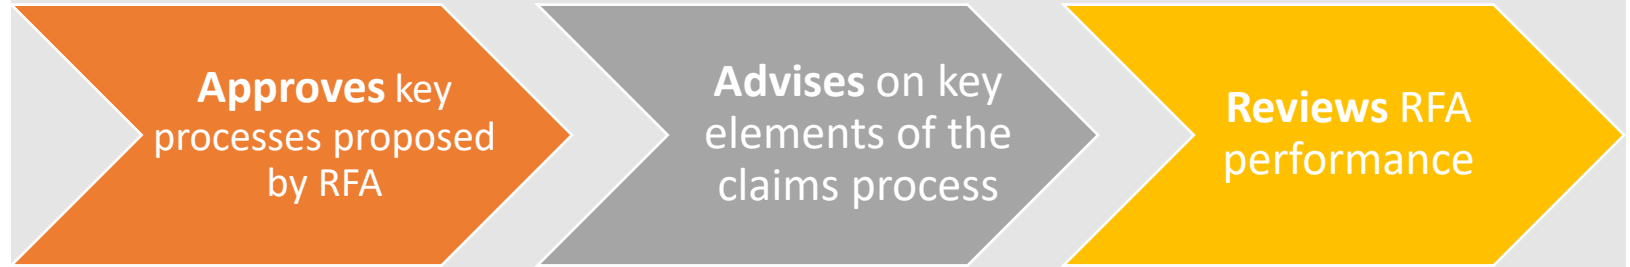 Approves key
processes proposed
by RFA
Advises on key
elements of the
claims process
Reviews RFA
performance